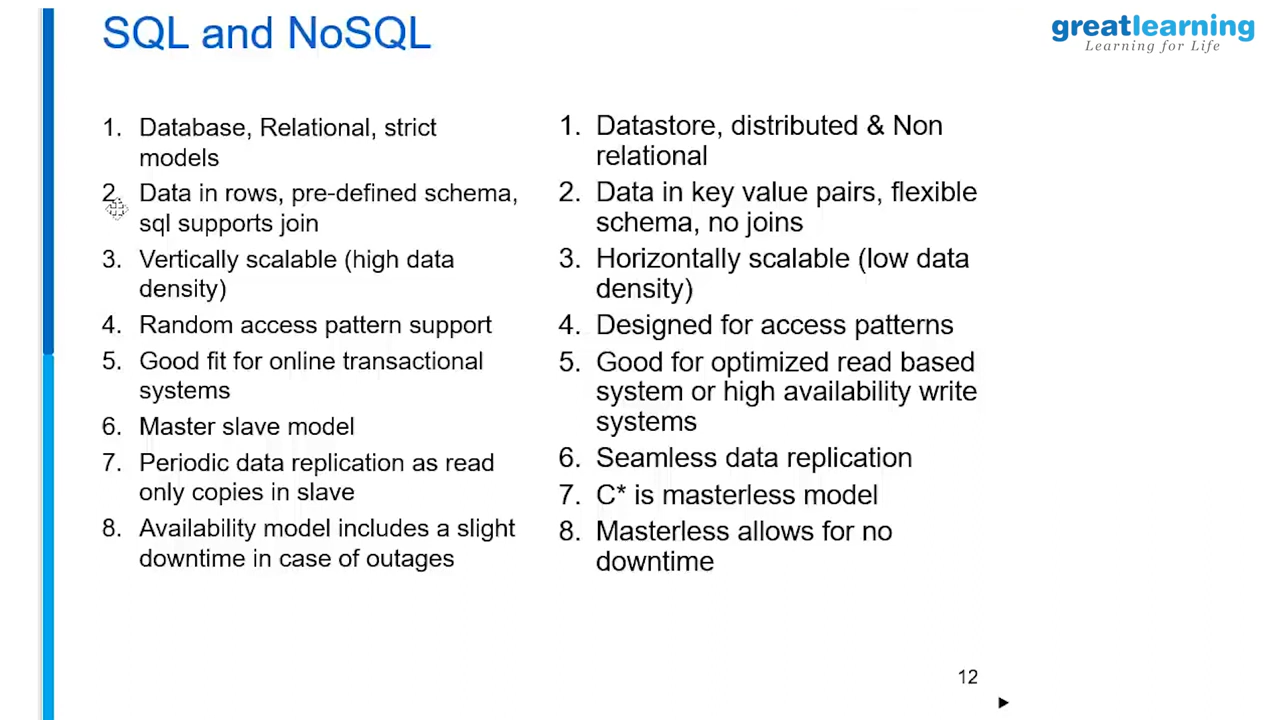 SQL and NoSQL
greatlearning
Learning for Life
1. Database, Relational, strict
models
2. Data in rows, pre-defined schema,
sql supports join
3. Vertically scalable (high data
density)
4. Random access pattern support
5. Good fit for online transactional
systems
6. Master slave model
7. Periodic data replication as read
only copies in slave
8. Availability model includes a slight
downtime in case of outages
1. Datastore, distributed & Non
relational
2. Data in key value pairs, flexible
schema, no joins
3. Horizontally scalable (low data
density)
4. Designed for access patterns
5. Good for optimized read based
system or high availability write
systems
6. Seamless data replication
7. C* is masterless model
8. Masterless allows for no
downtime
12